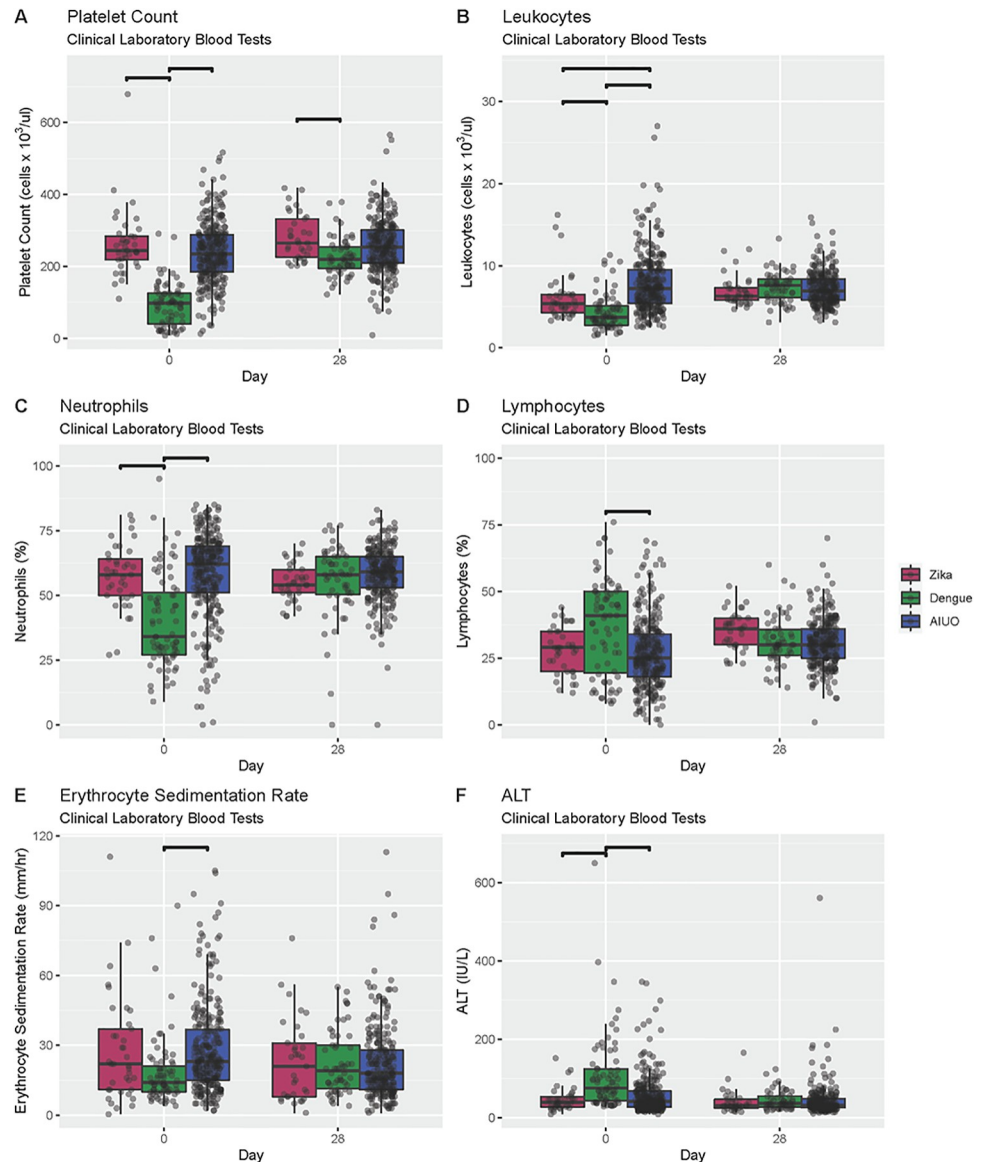 A Platelet Count
Clinical Laboratory Blood Tests
Platelet Count (cells x 10³/ul)
600
400
200
0
0 28
Day
B Leukocytes
Clinical Laboratory Blood Tests
Leukocytes (cells x 10³/ul)
30
20
10
0
0 28
Day
C Neutrophils
Clinical Laboratory Blood Tests
Neutrophils (%)
100
75
50
25
0
0 28
Day
D Lymphocytes
Clinical Laboratory Blood Tests
Lymphocytes (%)
100
75
50
25
0
0 28
Day
Zika
Dengue
AIUO
E Erythrocyte Sedimentation Rate
Clinical Laboratory Blood Tests
Erythrocyte Sedimentation Rate (mm/hr)
120
90
60
30
0
0 28
Day
F ALT
Clinical Laboratory Blood Tests
ALT (IU/L)
600
400
200
0
0 28
Day